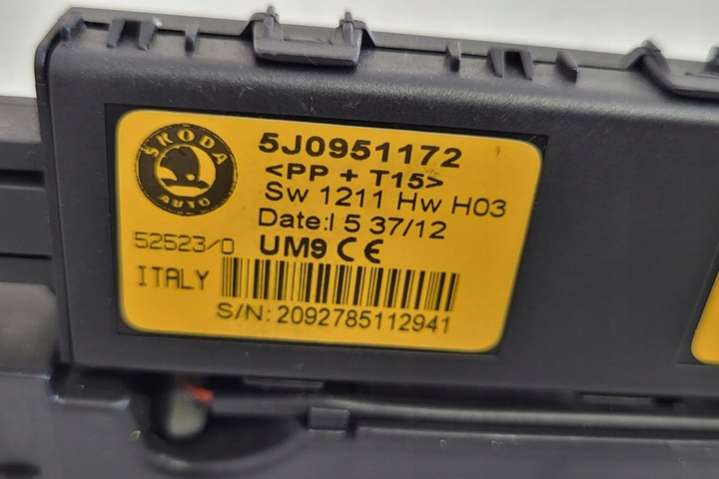 ŠKODA
AUTO
5J0951172
<PP + T15>
Sw 1211 Hw H03
Date:I 5 37/12
52523/0 UM9 CE
ITALY
S/N: 2092785112941